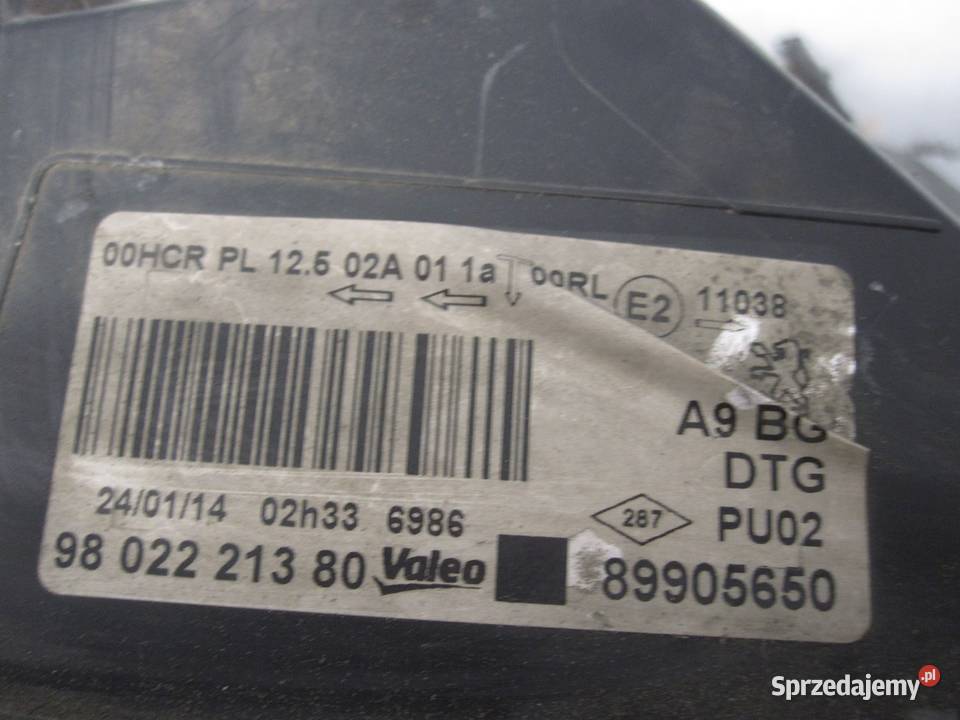 00HCR PL 12.5 02A 01 1a 00RL E2 11038
A9 BG
DTG
24/01/14 02h33 6986 287 PU02
98 022 213 80 Valeo 89905650
Sprzedajemy.pl